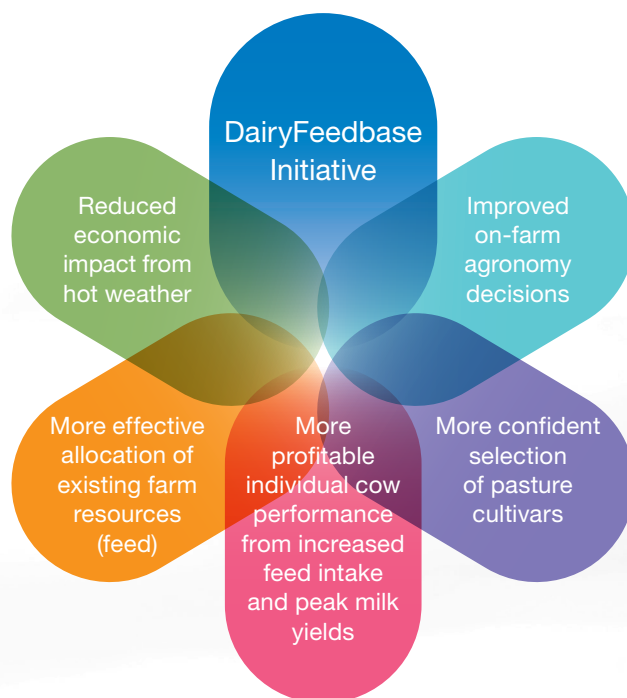 DairyFeedbase
Initiative
Reduced
economic
impact from
hot weather
Improved
on-farm
agronomy
decisions
More effective
allocation of
existing farm
resources
(feed)
More
profitable
individual cow
performance
from increased
feed intake
and peak milk
yields
More confident
selection
of pasture
cultivars